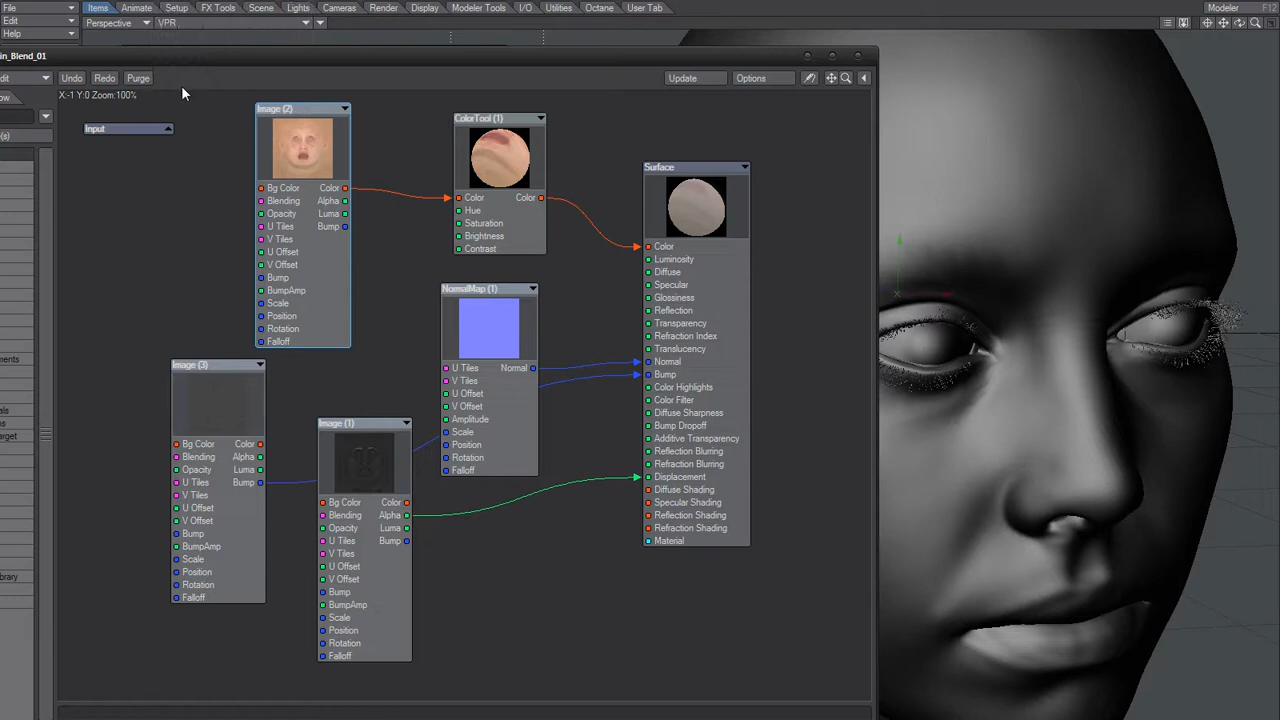 File
Items
Animate
Setup
FX Tools
Scene
Lights
Cameras
Render
Display
Modeler Tools
I/O
Utilities
Octane
User Tab
Modeler
F12
Edit
Perspective
VPR
Help
in_Blend_01
dit
Undo
Redo
Purge
Update
Options
X:-1 Y:0 Zoom:100%
ow
(s)
ments
als
arget
ibrary
Input
Image (2)
Bg Color Color
Blending Alpha
Opacity Luma
U Tiles Bump
V Tiles
U Offset
V Offset
Bump
BumpAmp
Scale
Position
Rotation
Falloff
ColorTool (1)
Color Color
Hue
Saturation
Brightness
Contrast
Surface
Color
Luminosity
Diffuse
Specular
Glossiness
Reflection
Transparency
Refraction Index
Translucency
Normal
Bump
Color Highlights
Color Filter
Diffuse Sharpness
Bump Dropoff
Additive Transparency
Reflection Blurring
Refraction Blurring
Displacement
Diffuse Shading
Specular Shading
Reflection Shading
Refraction Shading
Material
NormalMap (1)
U Tiles Normal
V Tiles
U Offset
V Offset
Amplitude
Scale
Position
Rotation
Falloff
Image (3)
Bg Color Color
Blending Alpha
Opacity Luma
U Tiles Bump
V Tiles
U Offset
V Offset
Bump
BumpAmp
Scale
Position
Rotation
Falloff
Image (1)
Bg Color Color
Blending Alpha
Opacity Luma
U Tiles Bump
V Tiles
U Offset
V Offset
Bump
BumpAmp
Scale
Position
Rotation
Falloff